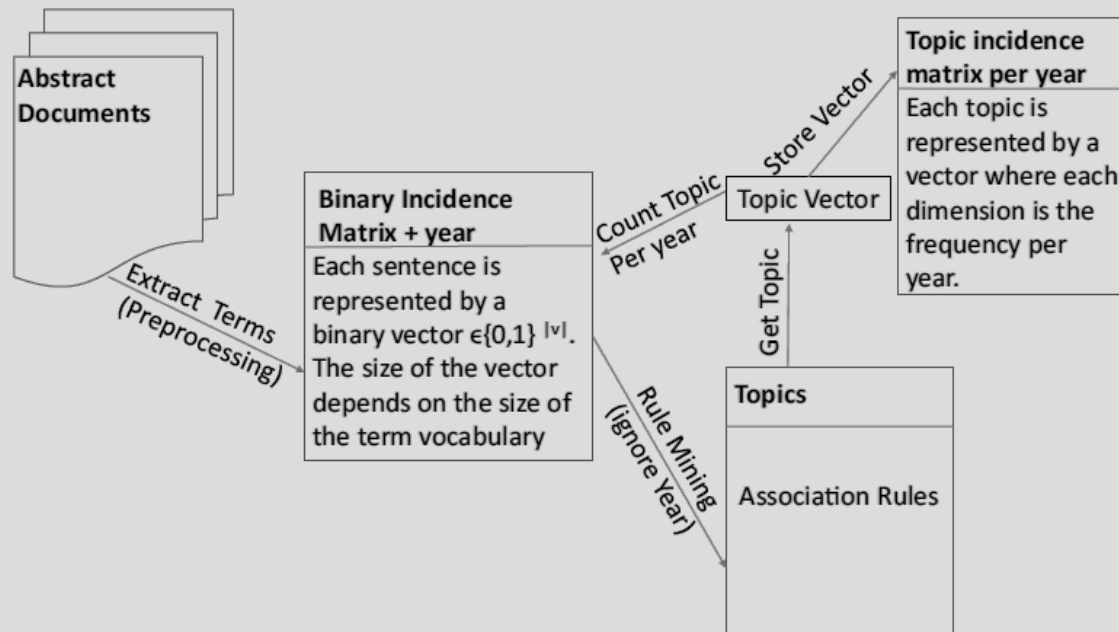 Abstract
Documents
Extract Terms
(Preprocessing)
Binary Incidence
Matrix + year
Each sentence is
represented by a
binary vector ϵ{0,1} |v|.
The size of the vector
depends on the size of
the term vocabulary
Rule Mining
(ignore Year)
Topics
Association Rules
Get Topic
Topic Vector
Count Topic
Per year
Store Vector
Topic incidence
matrix per year
Each topic is
represented by a
vector where each
dimension is the
frequency per
year.